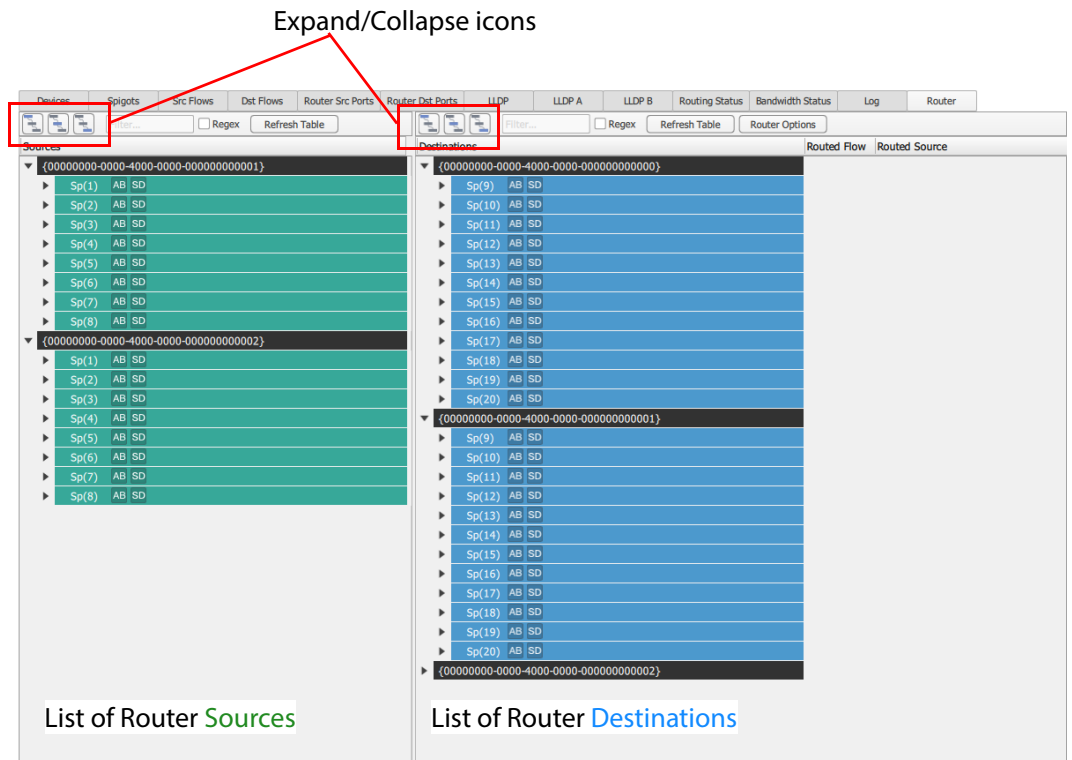 Expand/Collapse icons
Devices Spigots Src Flows Dst Flows Router Src Ports Router Dst Ports LLDP LLDP A LLDP B Routing Status Bandwidth Status Log Router
Filter... Regex Refresh Table Filter... Regex Refresh Table Router Options
Sources Destinations Routed Flow Routed Source
{00000000-0000-4000-0000-000000000001} {00000000-0000-4000-0000-000000000000}
Sp(1) AB SD Sp(9) AB SD
Sp(2) AB SD Sp(10) AB SD
Sp(3) AB SD Sp(11) AB SD
Sp(4) AB SD Sp(12) AB SD
Sp(5) AB SD Sp(13) AB SD
Sp(6) AB SD Sp(14) AB SD
Sp(7) AB SD Sp(15) AB SD
Sp(8) AB SD Sp(16) AB SD
{00000000-0000-4000-0000-000000000002} Sp(17) AB SD
Sp(1) AB SD Sp(18) AB SD
Sp(2) AB SD Sp(19) AB SD
Sp(3) AB SD Sp(20) AB SD
Sp(4) AB SD {00000000-0000-4000-0000-000000000001}
Sp(5) AB SD Sp(9) AB SD
Sp(6) AB SD Sp(10) AB SD
Sp(7) AB SD Sp(11) AB SD
Sp(8) AB SD Sp(12) AB SD
Sp(13) AB SD
Sp(14) AB SD
Sp(15) AB SD
Sp(16) AB SD
Sp(17) AB SD
Sp(18) AB SD
Sp(19) AB SD
Sp(20) AB SD
{00000000-0000-4000-0000-000000000002}
List of Router Sources List of Router Destinations